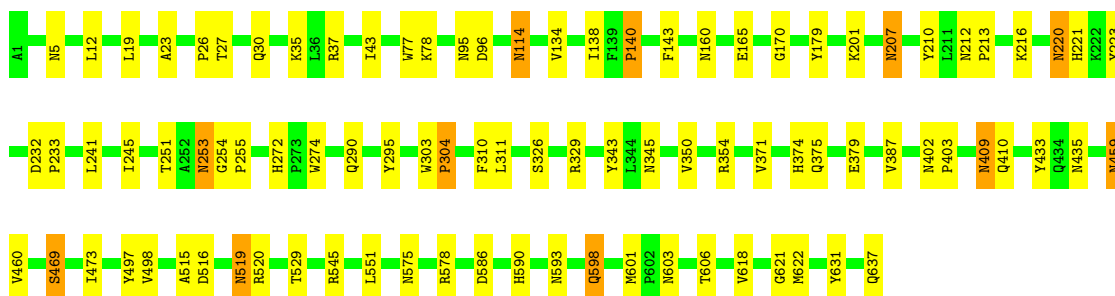 A1 N5 L12 L19 A23 P26 T27 Q30 K35 L36 R37 I43 W77 K78 N95 D96 N114 V134 I138 F139 P140 F143 N160 E165 G170 Y179 K201 N207 Y210 L211 N212 P213 K216 N220 H221 K222 Y223
D232 P233 L241 I245 T251 A252 N253 G254 P255 H272 P273 W274 Q290 Y295 W303 P304 F310 L311 S326 R329 Y343 L344 N345 V350 R354 V371 H374 Q375 E379 V387 N402 P403 N409 Q410 Y433 Q434 N435 N459
V460 S469 I473 Y497 V498 A515 D516 N519 R520 T529 R545 L551 N575 R578 D586 H590 N593 Q598 M601 P602 N603 T606 V618 G621 M622 Y631 Q637